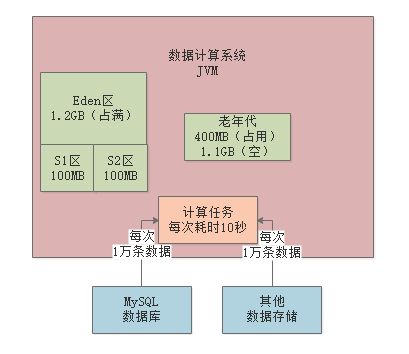 数据计算系统
JVM
Eden区
1.2GB（占满）
老年代
400MB（占用）
1.1GB（空）
S1区
100MB
S2区
100MB
计算任务
每次耗时10秒
每次
1万条数据
每次
1万条数据
MySQL
数据库
其他
数据存储